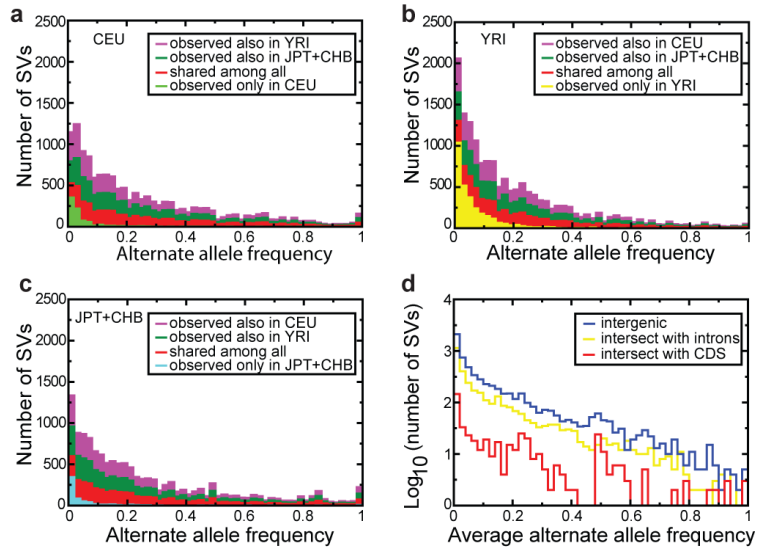 a
CEU
observed also in YRI
observed also in JPT+CHB
shared among all
observed only in CEU
Number of SVs
2500
2000
1500
1000
500
0
0 0.2 0.4 0.6 0.8 1
Alternate allele frequency
b
YRI
observed also in CEU
observed also in JPT+CHB
shared among all
observed only in YRI
Number of SVs
2500
2000
1500
1000
500
0
0 0.2 0.4 0.6 0.8 1
Alternate allele frequency
c
JPT+CHB
observed also in CEU
observed also in YRI
shared among all
observed only in JPT+CHB
Number of SVs
2500
2000
1500
1000
500
0
0 0.2 0.4 0.6 0.8 1
Alternate allele frequency
d
intergenic
intersect with introns
intersect with CDS
Log10 (number of SVs)
4
3
2
1
0
0 0.2 0.4 0.6 0.8 1
Average alternate allele frequency